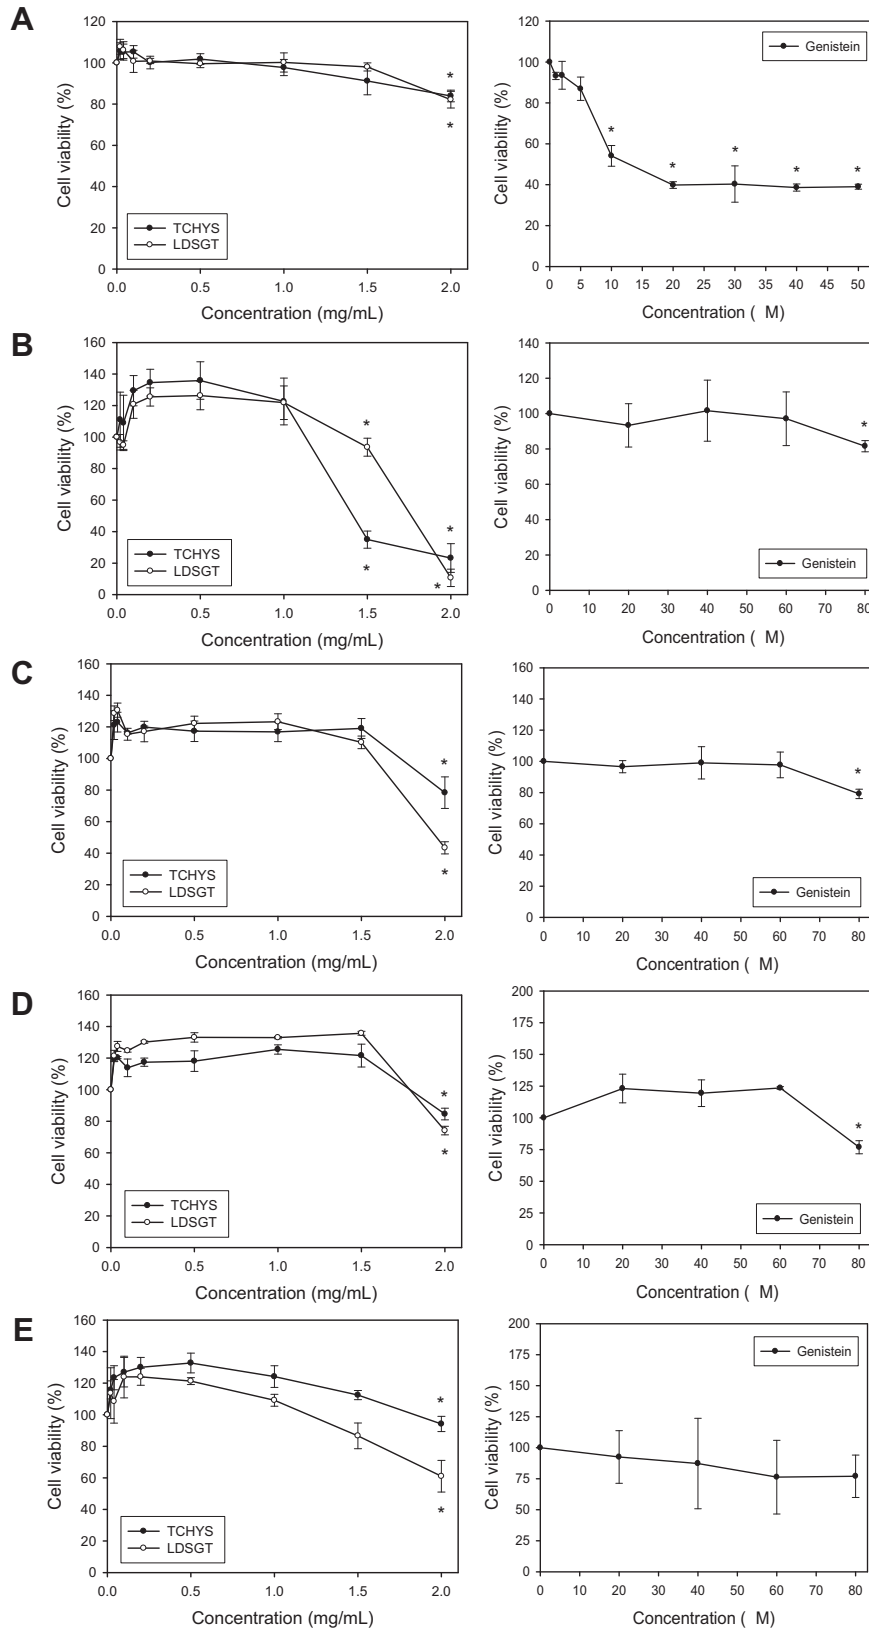 A
Cell viability (%)
120
100
80
60
40
20
0
TCHYS
LDSGT
*
*
0.0 0.5 1.0 1.5 2.0
Concentration (mg/mL)
Cell viability (%)
120
100
80
60
40
20
0
Genistein
* * * * *
0 5 10 15 20 25 30 35 40 45 50
Concentration ( M)
B
Cell viability (%)
160
140
120
100
80
60
40
20
0
TCHYS
LDSGT
* *
* *
0.0 0.5 1.0 1.5 2.0
Concentration (mg/mL)
Cell viability (%)
140
120
100
80
60
40
20
0
*
Genistein
0 10 20 30 40 50 60 70 80
Concentration ( M)
C
Cell viability (%)
160
140
120
100
80
60
40
20
0
TCHYS
LDSGT
*
*
0.0 0.5 1.0 1.5 2.0
Concentration (mg/mL)
Cell viability (%)
160
140
120
100
80
60
40
20
0
*
Genistein
0 10 20 30 40 50 60 70 80
Concentration ( M)
D
Cell viability (%)
160
140
120
100
80
60
40
20
0
TCHYS
LDSGT
*
*
0.0 0.5 1.0 1.5 2.0
Concentration (mg/mL)
Cell viability (%)
200
175
150
125
100
75
50
25
0
*
Genistein
0 10 20 30 40 50 60 70 80
Concentration ( M)
E
Cell viability (%)
160
140
120
100
80
60
40
20
0
TCHYS
LDSGT
*
*
0.0 0.5 1.0 1.5 2.0
Concentration (mg/mL)
Cell viability (%)
200
175
150
125
100
75
50
25
0
Genistein
0 10 20 30 40 50 60 70 80
Concentration ( M)